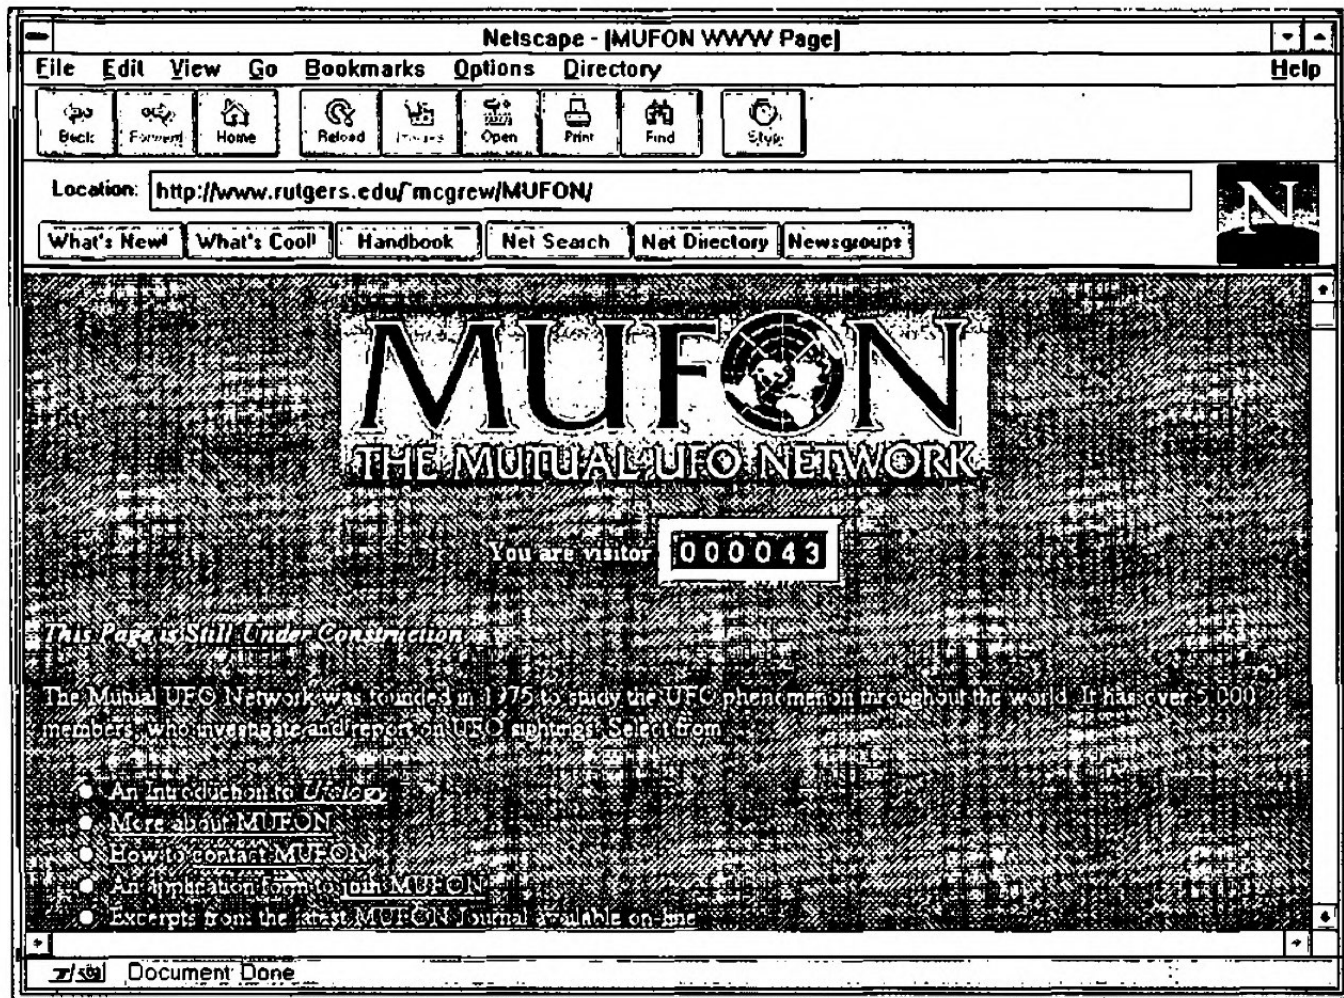 Netscape - [MUFON WWW Page]
File Edit View Go Bookmarks Options Directory Help
Back Forward Home Reload Images Open Print Find Stop
Location: http://www.rutgers.edu/~mcgrew/MUFON/
What's New! What's Cool! Handbook Net Search Net Directory Newsgroups
N
MUFON
THE MUTUAL UFO NETWORK
You are visitor 000043
This Page is Still Under Construction
The Mutual UFO Network was founded in 1975 to study the UFO phenomenon throughout the world. It has over 5,000
members, who investigate and report on UFO sightings. Select from
An Introduction to Ufology
More about MUFON
How to contact MUFON
An application form to join MUFON
Excerpts from the latest MUFON Journal available on-line
Document: Done